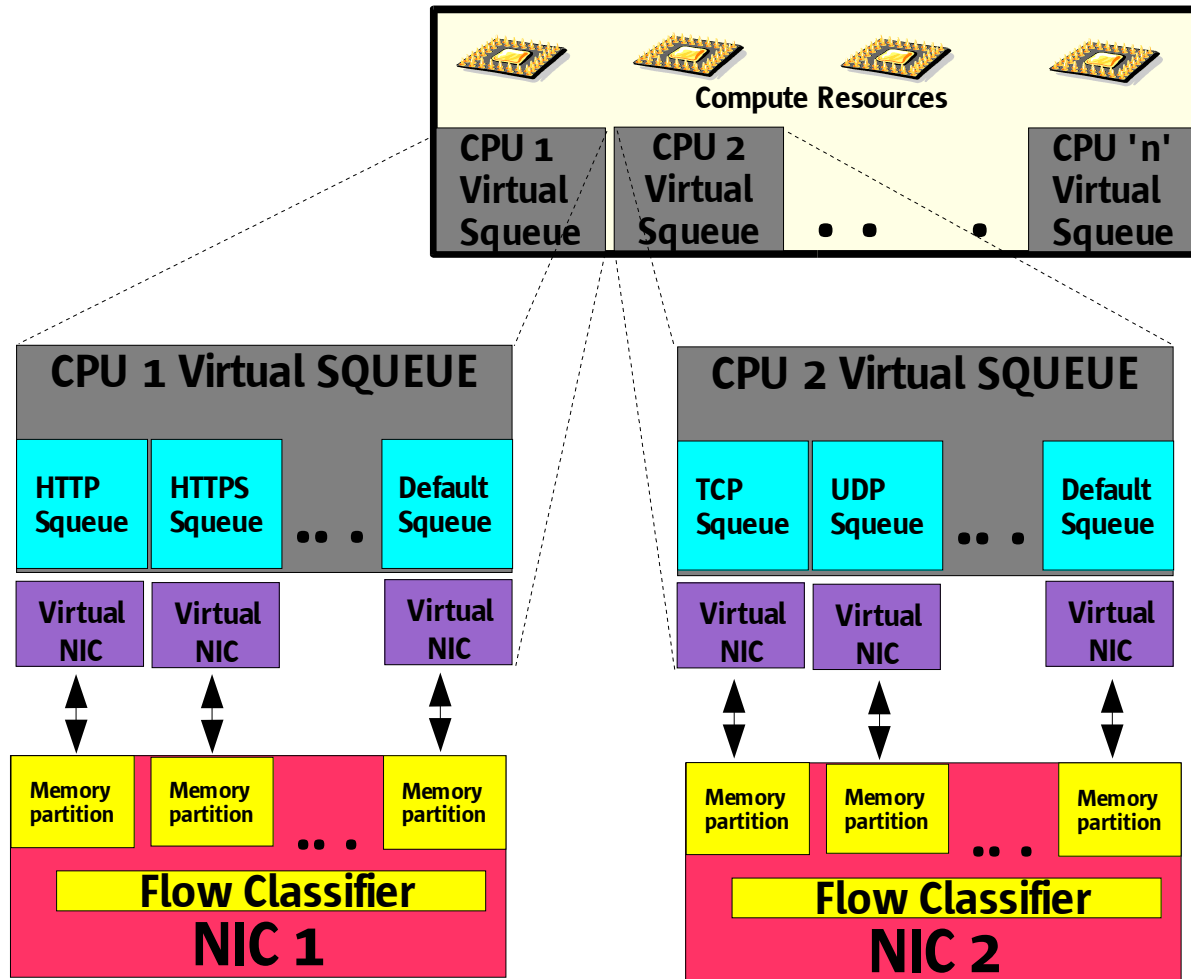 Compute Resources
CPU 1
Virtual
Squeue
CPU 2
Virtual
Squeue
CPU 'n'
Virtual
Squeue
CPU 1 Virtual SQUEUE
HTTP
Squeue
HTTPS
Squeue
Default
Squeue
Virtual
NIC
Virtual
NIC
Virtual
NIC
Memory
partition
Memory
partition
Memory
partition
Flow Classifier
NIC 1
CPU 2 Virtual SQUEUE
TCP
Squeue
UDP
Squeue
Default
Squeue
Virtual
NIC
Virtual
NIC
Virtual
NIC
Memory
partition
Memory
partition
Memory
partition
Flow Classifier
NIC 2